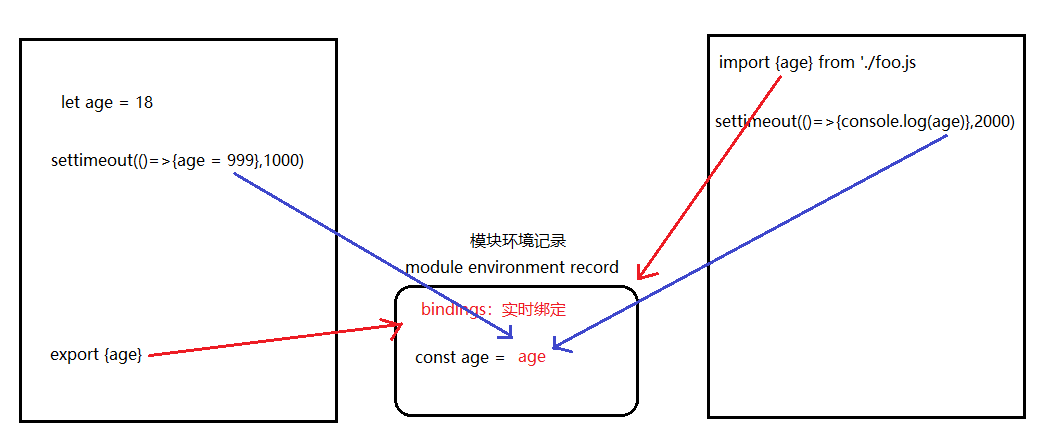 let age = 18
settimeout(()=>{age = 999},1000)
export {age}
模块环境记录
module environment record
bindings：实时绑定
const age = age
import {age} from './foo.js
settimeout(()=>{console.log(age)},2000)